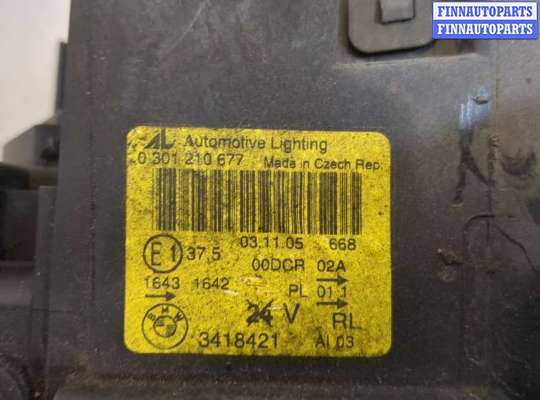 FINNAUTOPARTS
FINNAUTOPARTS
AL Automotive Lighting
0 301 210 677 Made in Czech Rep.
03.11.05 668
E1 37,5 00DCR 02A
1643 1642 PL 01 1
24 V RL
BMW 3418421 AI 03